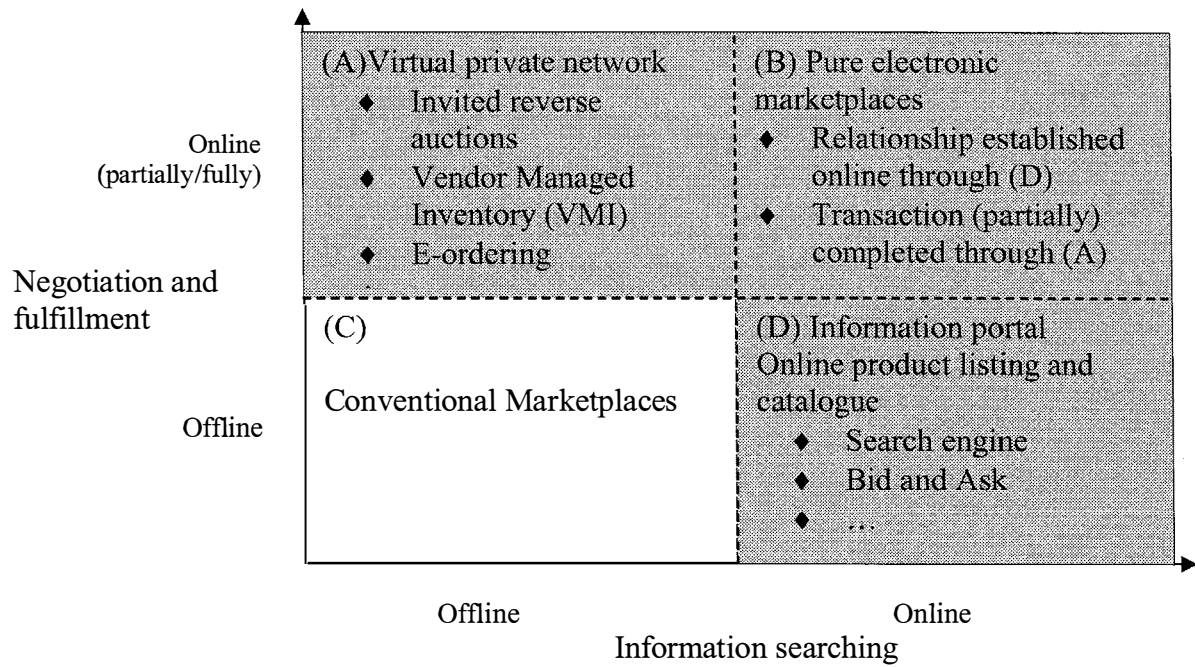 (A)Virtual private network
♦ Invited reverse
auctions
♦ Vendor Managed
Inventory (VMI)
♦ E-ordering
(B) Pure electronic
marketplaces
♦ Relationship established
online through (D)
♦ Transaction (partially)
completed through (A)
Online
(partially/fully)
Negotiation and
fulfillment
Offline
(C)
Conventional Marketplaces
(D) Information portal
Online product listing and
catalogue
♦ Search engine
♦ Bid and Ask
♦ …
Offline
Online
Information searching